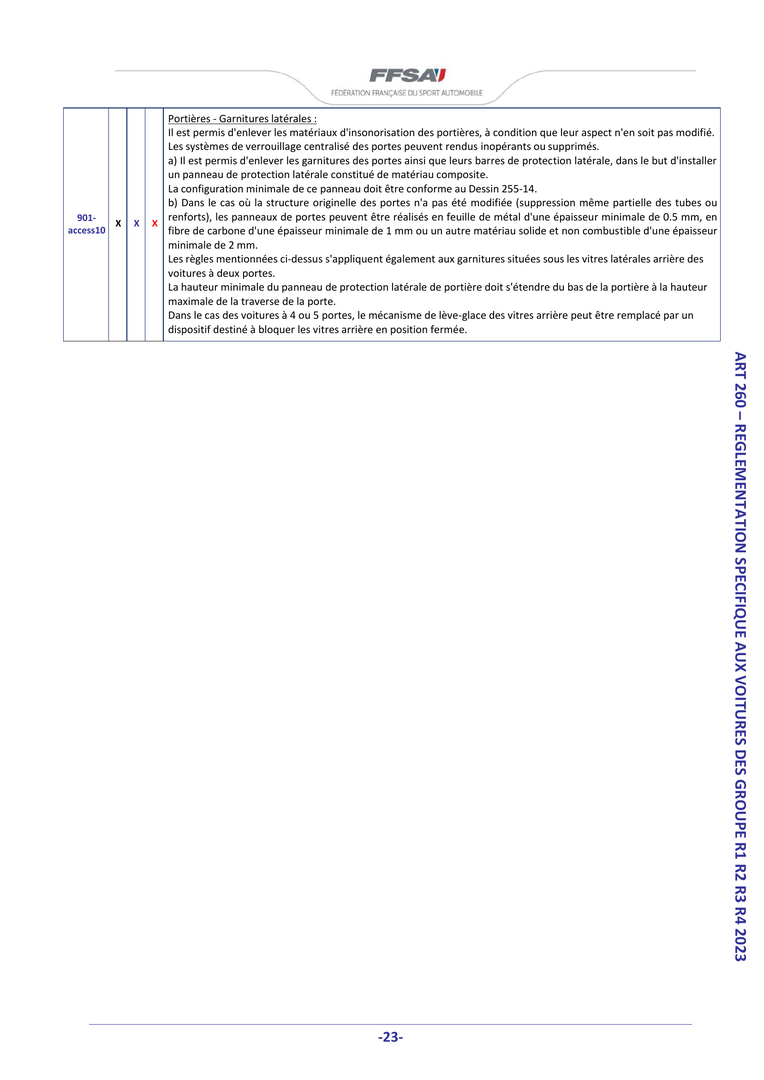 FFSA
FÉDÉRATION FRANÇAISE DU SPORT AUTOMOBILE
901-
access10
X X X
Portières - Garnitures latérales :
Il est permis d'enlever les matériaux d'insonorisation des portières, à condition que leur aspect n'en soit pas modifié.
Les systèmes de verrouillage centralisé des portes peuvent rendus inopérants ou supprimés.
a) Il est permis d'enlever les garnitures des portes ainsi que leurs barres de protection latérale, dans le but d'installer
un panneau de protection latérale constitué de matériau composite.
La configuration minimale de ce panneau doit être conforme au Dessin 255-14.
b) Dans le cas où la structure originelle des portes n'a pas été modifiée (suppression même partielle des tubes ou
renforts), les panneaux de portes peuvent être réalisés en feuille de métal d'une épaisseur minimale de 0.5 mm, en
fibre de carbone d'une épaisseur minimale de 1 mm ou un autre matériau solide et non combustible d'une épaisseur
minimale de 2 mm.
Les règles mentionnées ci-dessus s'appliquent également aux garnitures situées sous les vitres latérales arrière des
voitures à deux portes.
La hauteur minimale du panneau de protection latérale de portière doit s'étendre du bas de la portière à la hauteur
maximale de la traverse de la porte.
Dans le cas des voitures à 4 ou 5 portes, le mécanisme de lève-glace des vitres arrière peut être remplacé par un
dispositif destiné à bloquer les vitres arrière en position fermée.
ART 260 – REGLEMENTATION SPECIFIQUE AUX VOITURES DES GROUPE R1 R2 R3 R4 2023
-23-